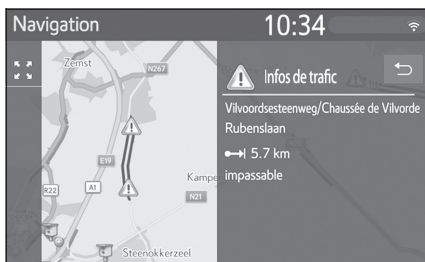 Navigation
10:34
Zemst
N267
Infos de trafic
Vilvoordsesteenweg/Chaussée de Vilvorde
Rubenslaan
5.7 km
impassable
E19
Kampe
R22
A1
N21
Steenokkerzeel